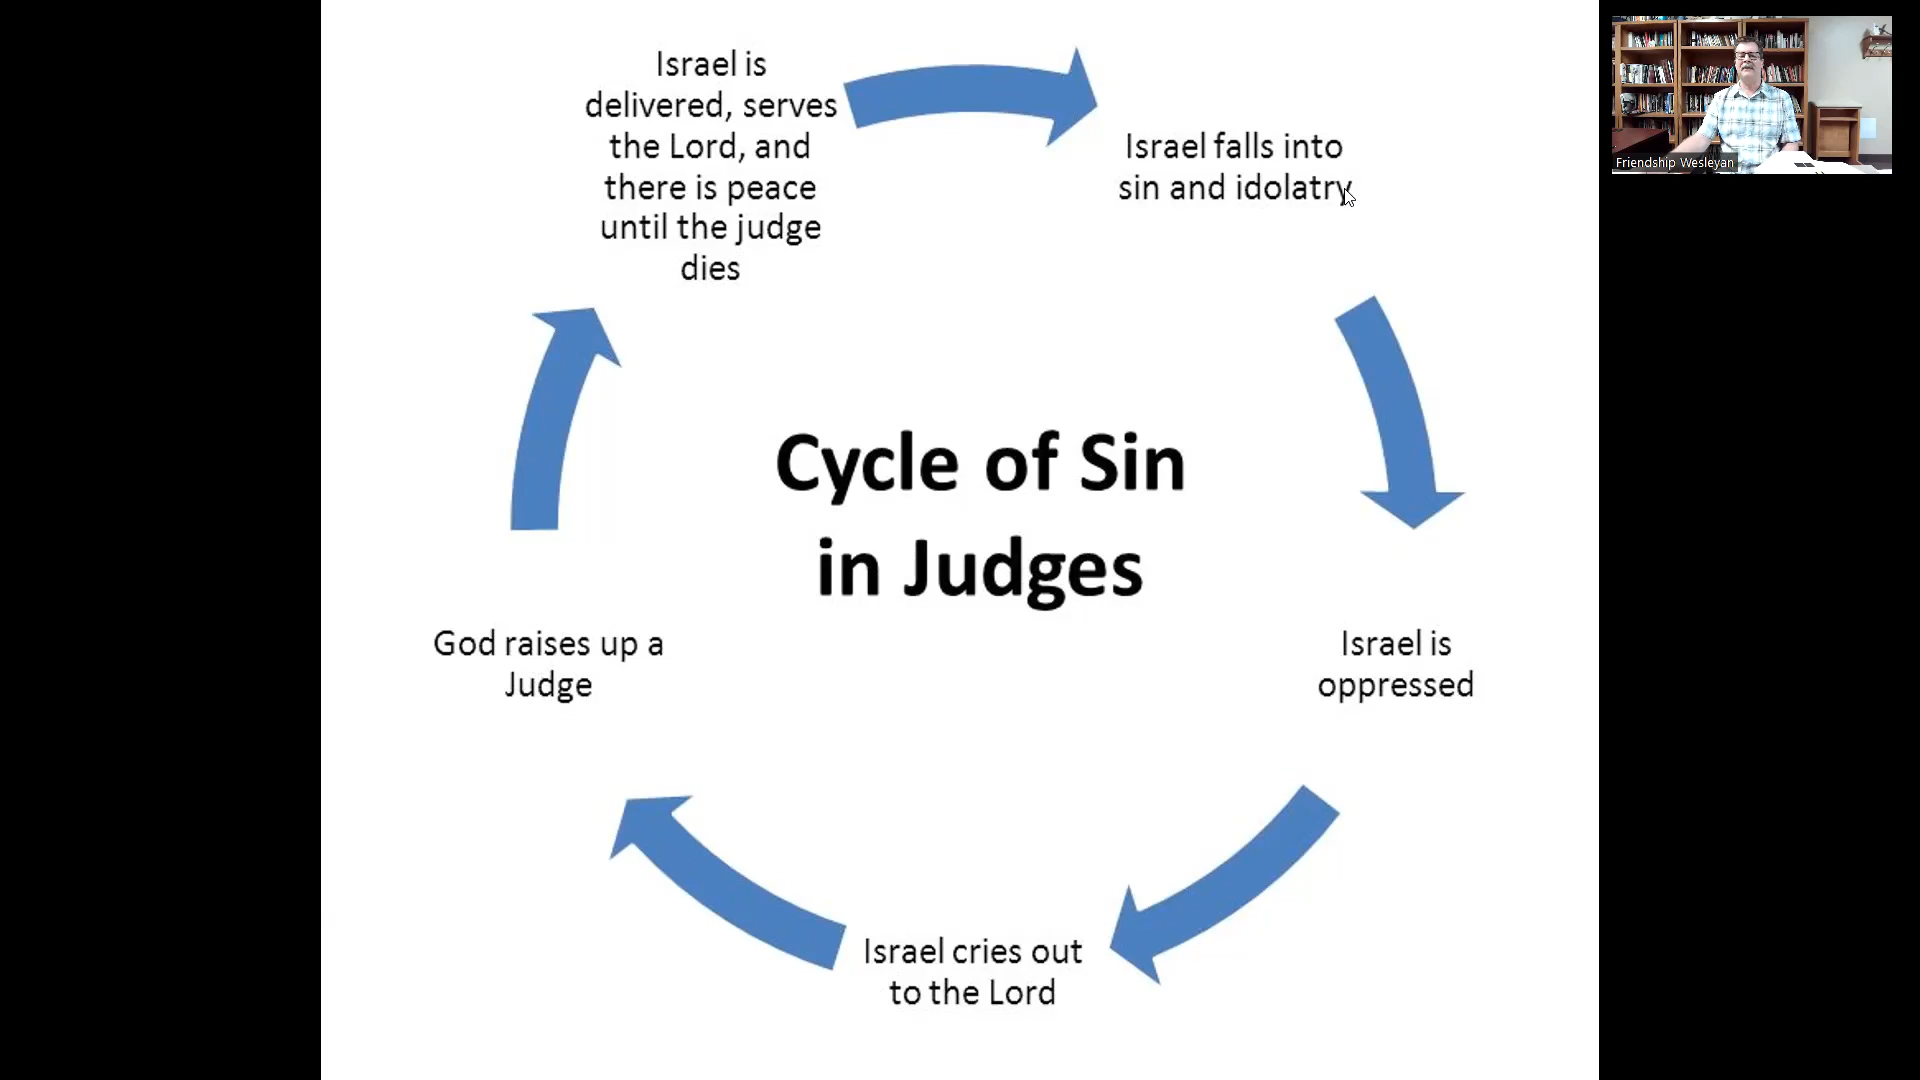 Israel is
delivered, serves
the Lord, and
there is peace
until the judge
dies
Israel falls into
sin and idolatry
Cycle of Sin
in Judges
God raises up a
Judge
Israel is
oppressed
Israel cries out
to the Lord
Friendship Wesleyan